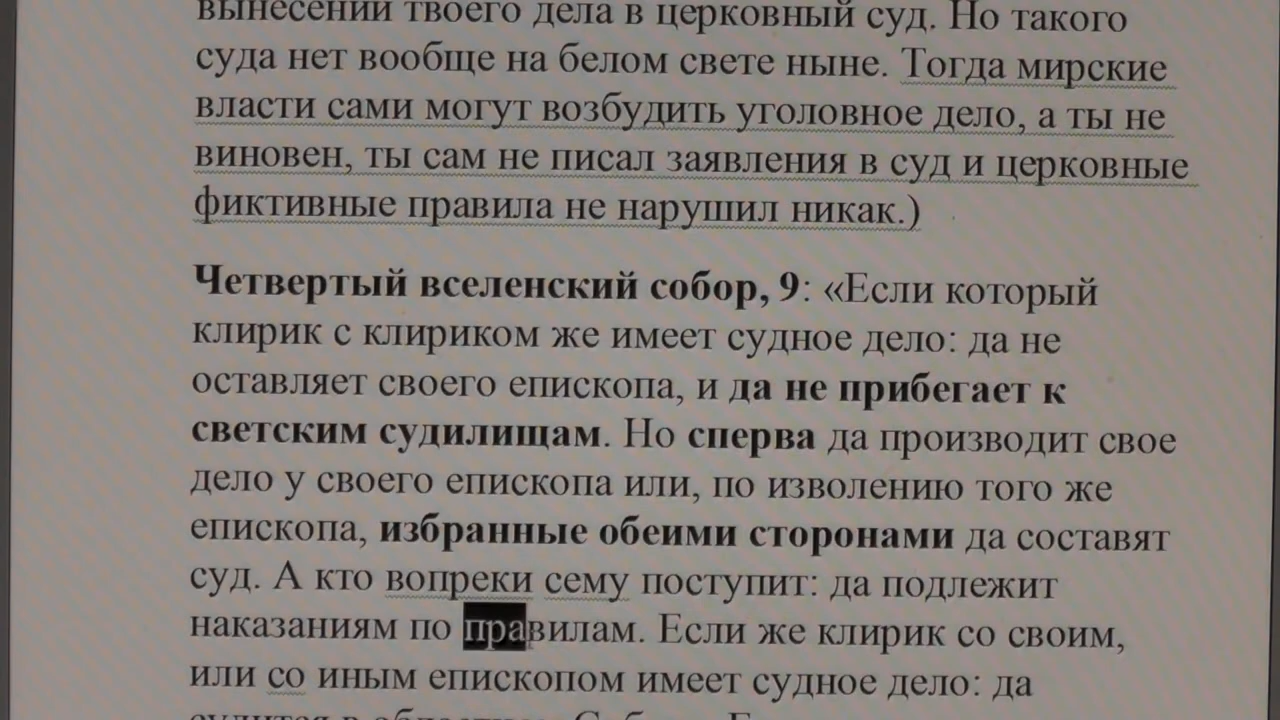 вынесении твоего дела в церковный суд. Но такого
суда нет вообще на белом свете ныне. Тогда мирские
власти сами могут возбудить уголовное дело, а ты не
виновен, ты сам не писал заявления в суд и церковные
фиктивные правила не нарушил никак.)
Четвертый вселенский собор, 9: «Если который
клирик с клириком же имеет судное дело: да не
оставляет своего епископа, и да не прибегает к
светским судилищам. Но сперва да производит свое
дело у своего епископа или, по изволению того же
епископа, избранные обеими сторонами да составят
суд. А кто вопреки сему поступит: да подлежит
наказаниям по правилам. Если же клирик со своим,
или со иным епископом имеет судное дело: да